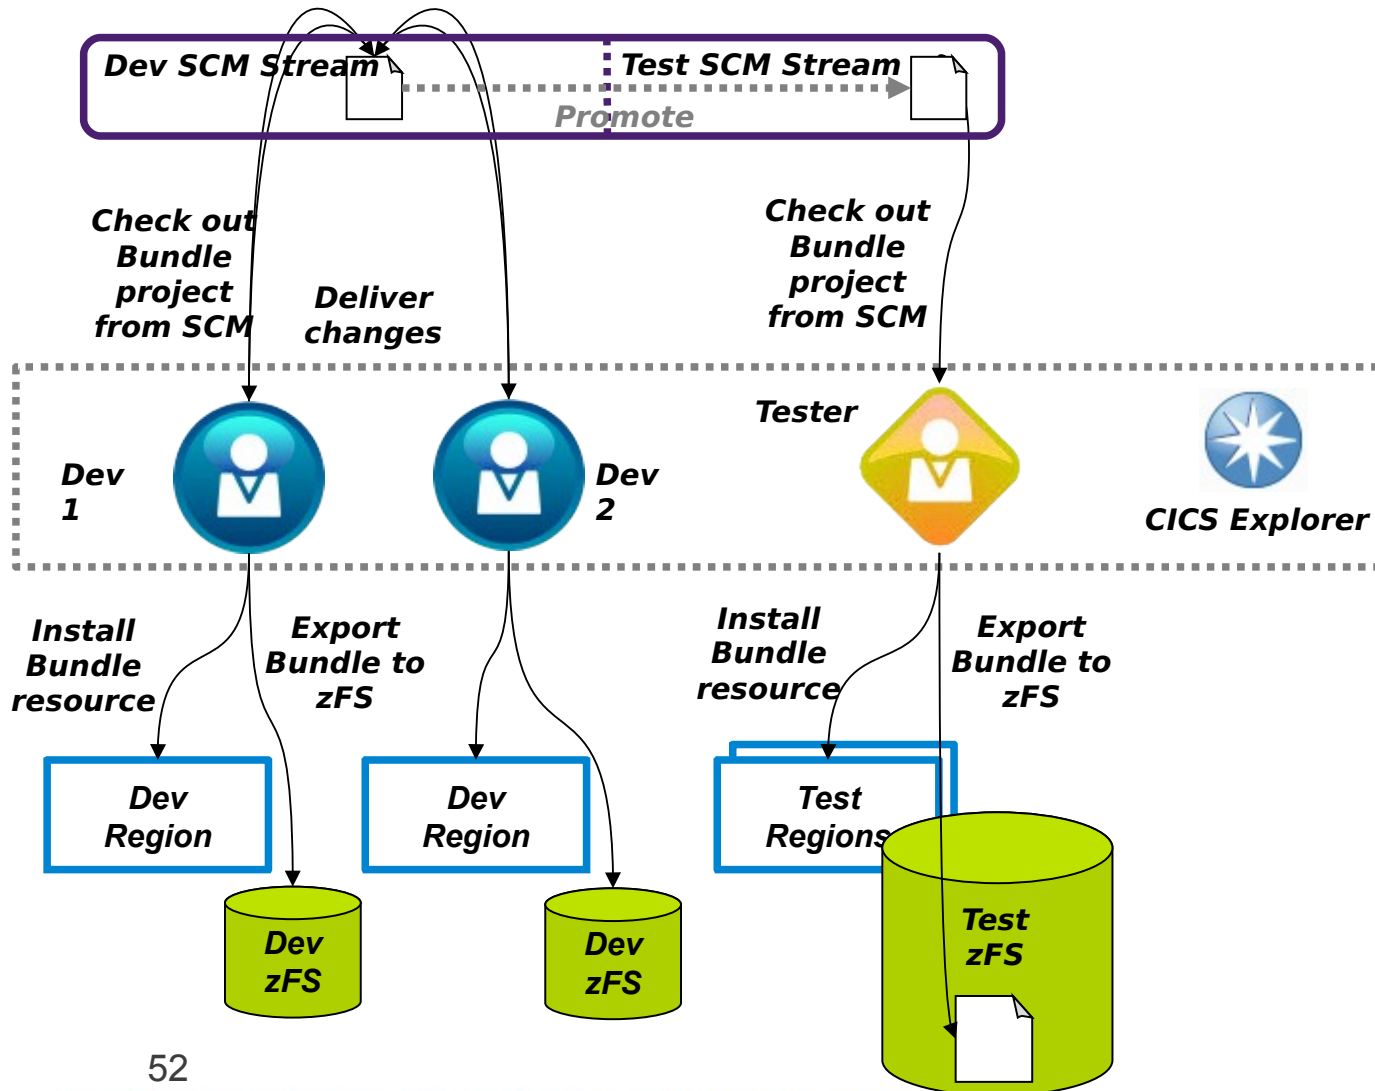 Dev SCM Stream
Test SCM Stream
Promote
Check out
Bundle
project
from SCM
Deliver
changes
Check out
Bundle
project
from SCM
Dev
1
Dev
2
Tester
CICS Explorer
Install
Bundle
resource
Export
Bundle to
zFS
Install
Bundle
resource
Export
Bundle to
zFS
Dev
Region
Dev
Region
Test
Regions
Dev
zFS
Dev
zFS
Test
zFS
52